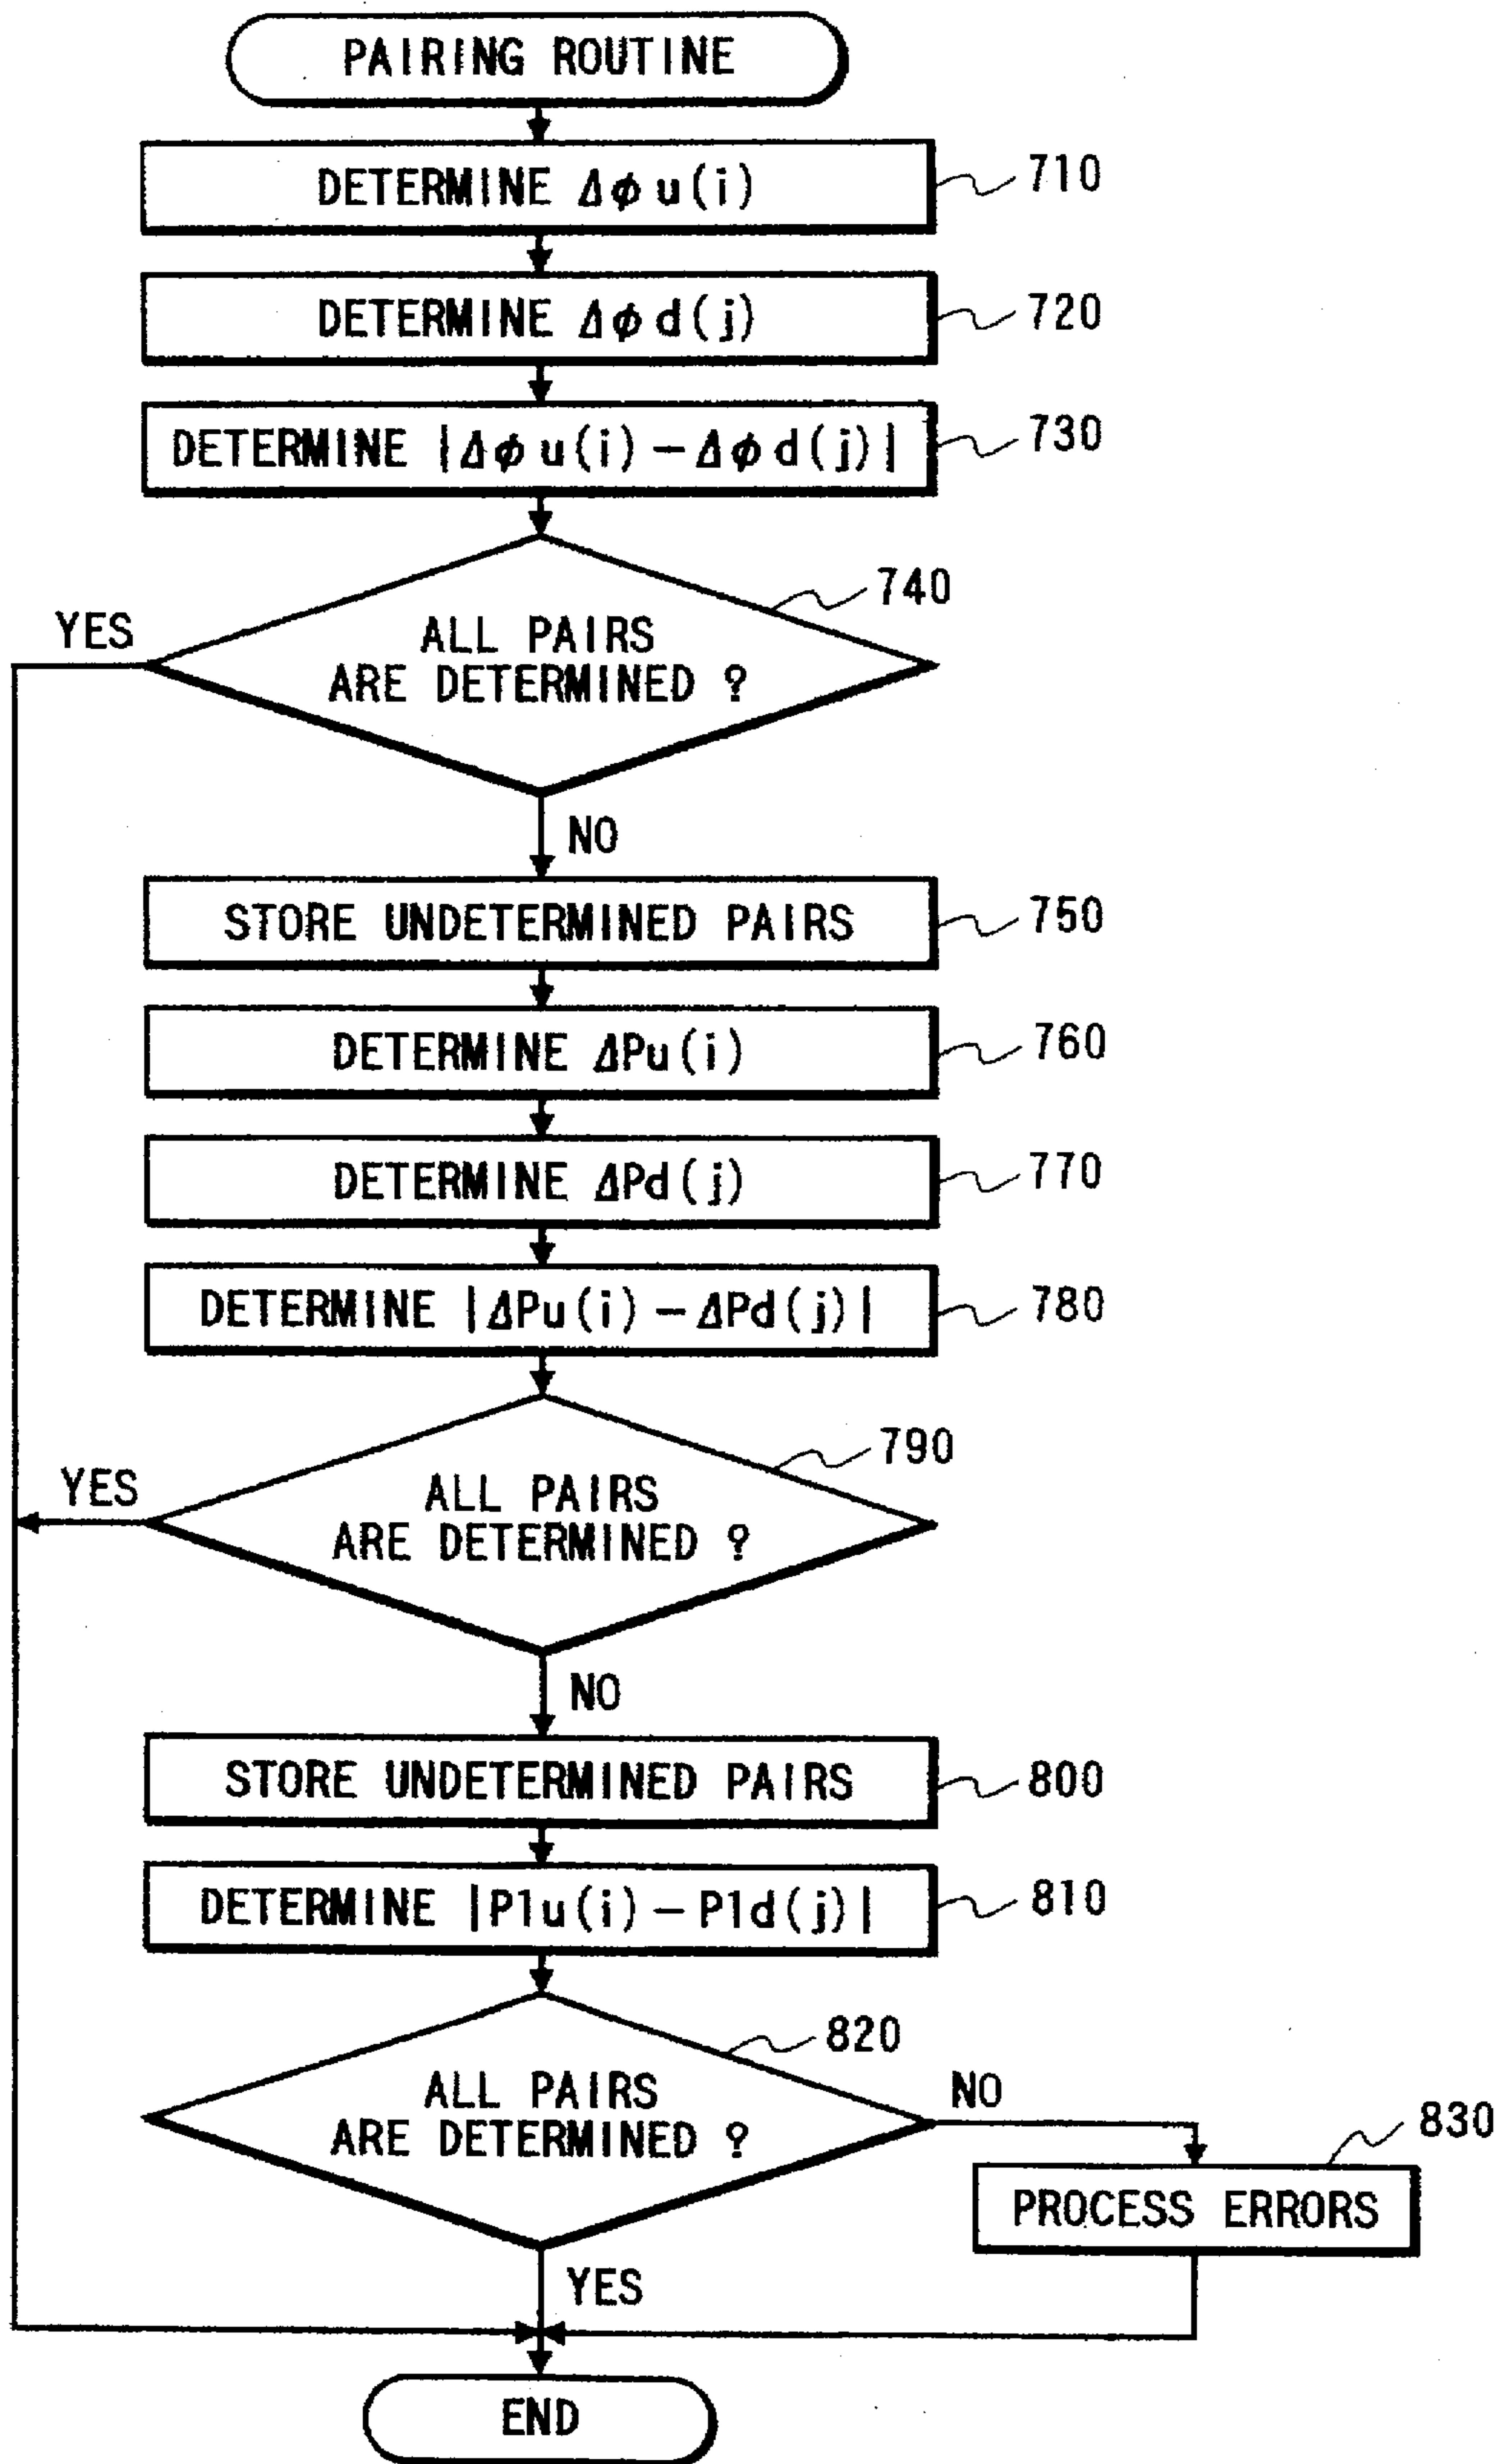 PAIRING ROUTINE
DETERMINE Δϕu(i)
710
DETERMINE Δϕd(j)
720
DETERMINE |Δϕu(i)-Δϕd(j)|
730
740
YES
ALL PAIRS
ARE DETERMINED ?
NO
STORE UNDETERMINED PAIRS
750
DETERMINE ΔPu(i)
760
DETERMINE ΔPd(j)
770
DETERMINE |ΔPu(i)-ΔPd(j)|
780
790
YES
ALL PAIRS
ARE DETERMINED ?
NO
STORE UNDETERMINED PAIRS
800
DETERMINE |P1u(i)-P1d(j)|
810
820
ALL PAIRS
ARE DETERMINED ?
NO
830
PROCESS ERRORS
YES
END